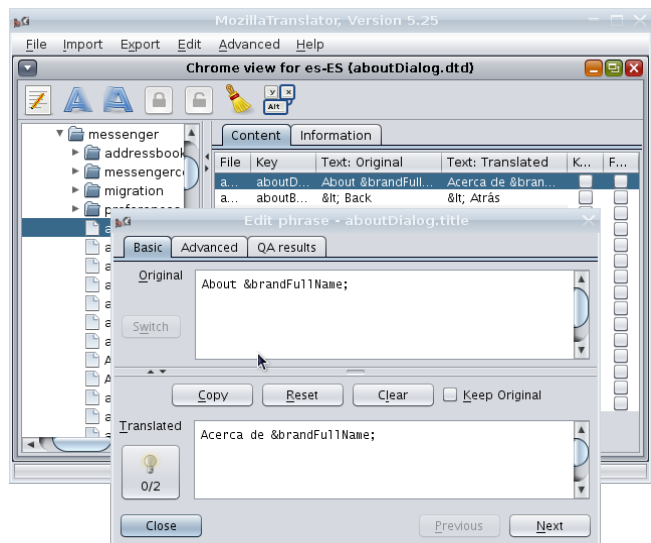 MozillaTranslator, Version 5.25
File Import Export Edit Advanced Help
Chrome view for es-ES (aboutDialog.dtd)
Alt
messenger
addressbook
messengerc
migration
Content Information
File Key Text: Original Text: Translated K... F...
a... aboutD... About &brandFull... Acerca de &bran...
a... aboutB... &lt; Back &lt; Atrás
Edit phrase - aboutDialog.title
Basic Advanced QA results
Original
About &brandFullName;
Switch
Copy Reset Clear Keep Original
Translated
Acerca de &brandFullName;
0/2
Close Previous Next